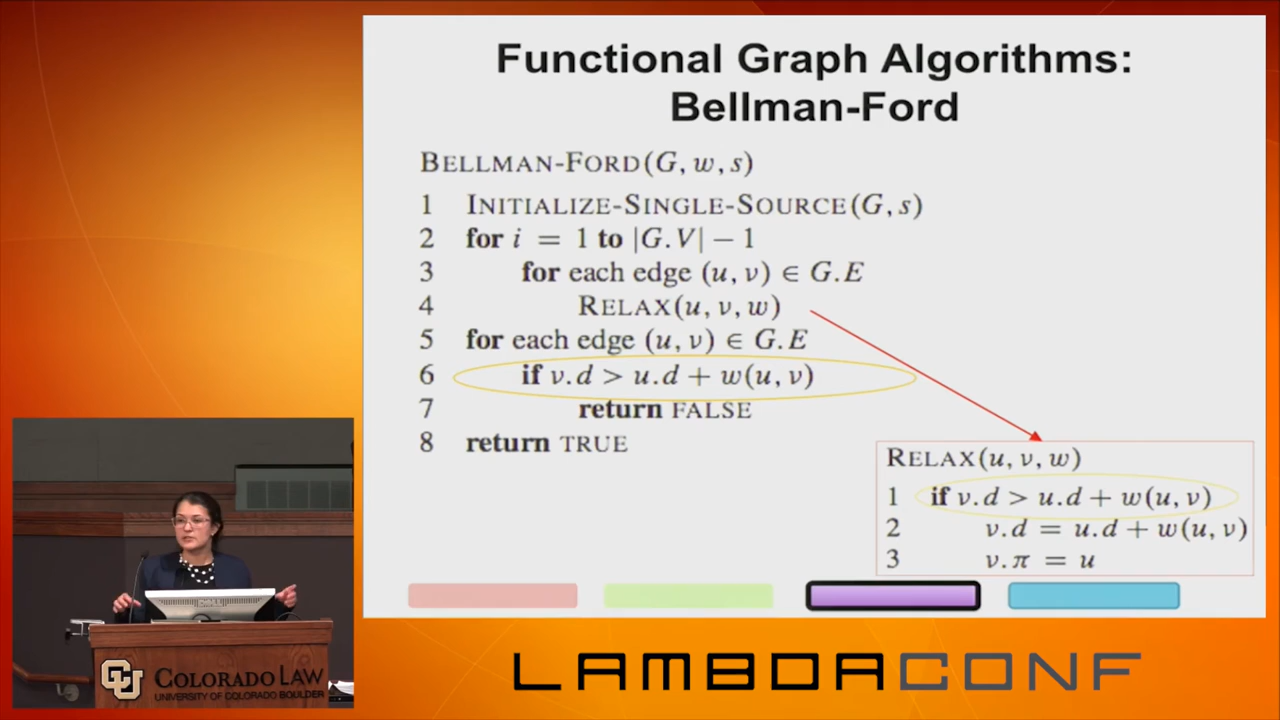 Functional Graph Algorithms:
Bellman-Ford
BELLMAN-FORD(G, w, s)
1 INITIALIZE-SINGLE-SOURCE(G, s)
2 for i = 1 to |G.V| − 1
3 for each edge (u, v) ∈ G.E
4 RELAX(u, v, w)
5 for each edge (u, v) ∈ G.E
6 if v.d > u.d + w(u, v)
7 return FALSE
8 return TRUE
RELAX(u, v, w)
1 if v.d > u.d + w(u, v)
2 v.d = u.d + w(u, v)
3 v.π = u
CU COLORADO LAW
UNIVERSITY OF COLORADO BOULDER
LAMBDACONF